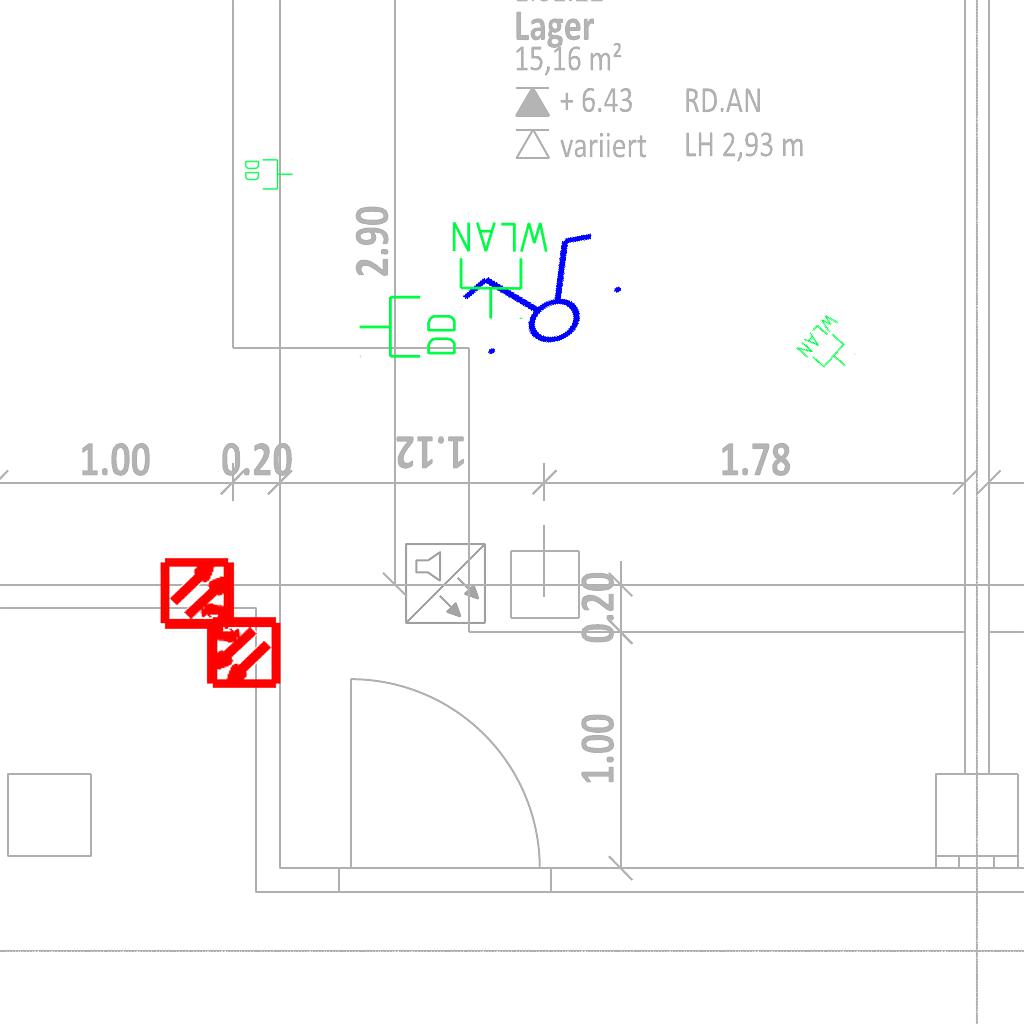 Lager
15,16 m²
+ 6.43 RD.AN
variiert LH 2,93 m
DD
2.90
WLAN
DD
WLAN
1.00
0.20
1.12
1.78
0.20
1.00